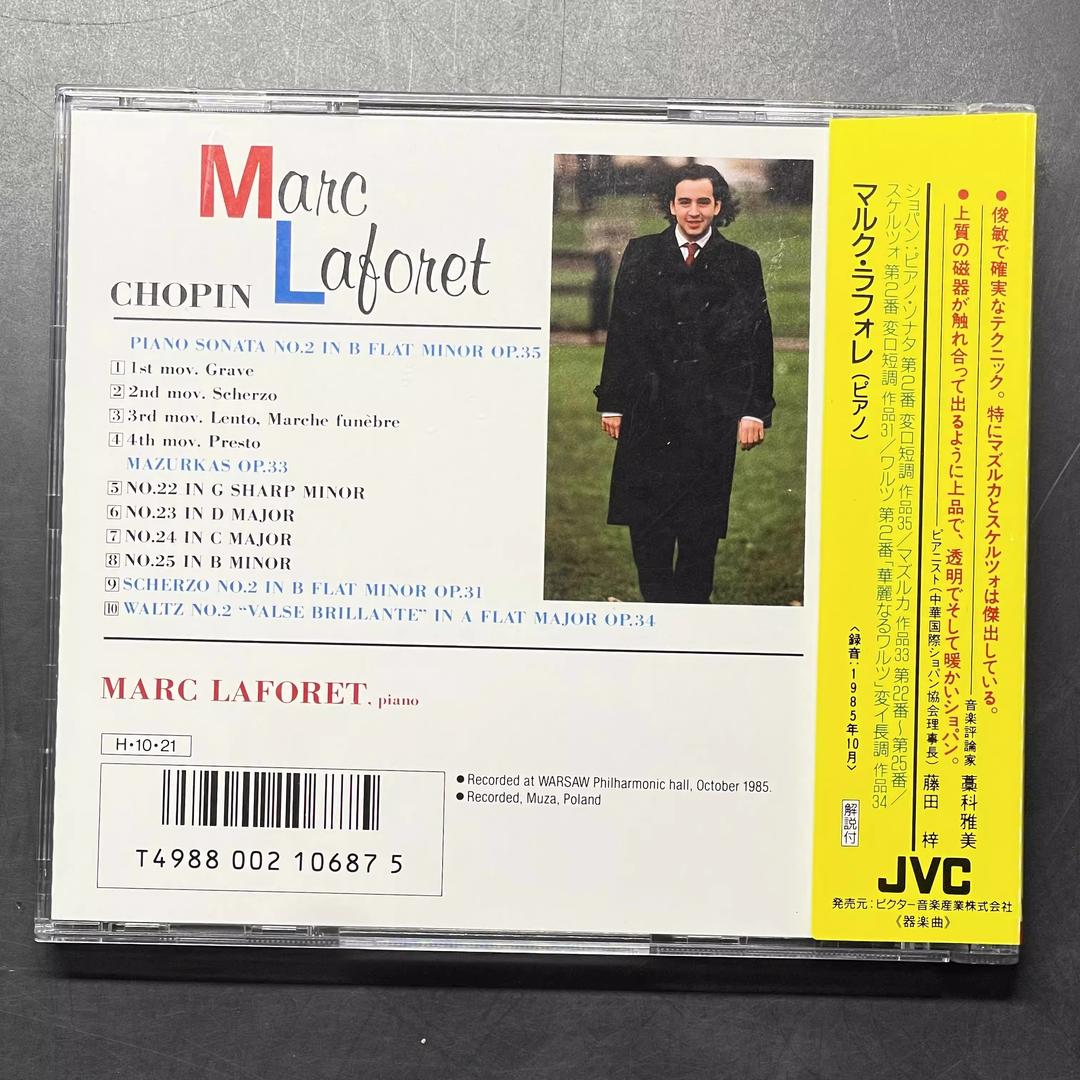 Marc
Laforet
CHOPIN
PIANO SONATA NO.2 IN B FLAT MINOR OP.35
1 1st mov. Grave
2 2nd mov. Scherzo
3 3rd mov. Lento, Marche funèbre
4 4th mov. Presto
MAZURKAS OP.33
5 NO.22 IN G SHARP MINOR
6 NO.23 IN D MAJOR
7 NO.24 IN C MAJOR
8 NO.25 IN B MINOR
9 SCHERZO NO.2 IN B FLAT MINOR OP.31
10 WALTZ NO.2 “VALSE BRILLANTE” IN A FLAT MAJOR OP.34
MARC LAFORET, piano
H•10•21
T4988 002 10687 5
● Recorded at WARSAW Philharmonic hall, October 1985.
● Recorded, Muza, Poland
● 俊敏で確実なテクニック。特にマズルカとスケルツォは傑出している。
音楽評論家 藁科雅美
● 上質の磁器が触れ合って出るように上品で、透明でそして暖かいショパン。
ピアニスト(中華国際ショパン協会理事長) 藤田 梓
ショパン:ピアノ・ソナタ 第2番 変ロ短調 作品35/マズルカ 作品33 第22番~第25番/
スケルツォ 第2番 変ロ短調 作品31/ワルツ 第2番「華麗なるワルツ」変イ長調 作品34
マルク・ラフォレ(ピアノ)
〈録音:1985年10月〉
解説付
JVC
発売元:ビクター音楽産業株式会社
《器楽曲》